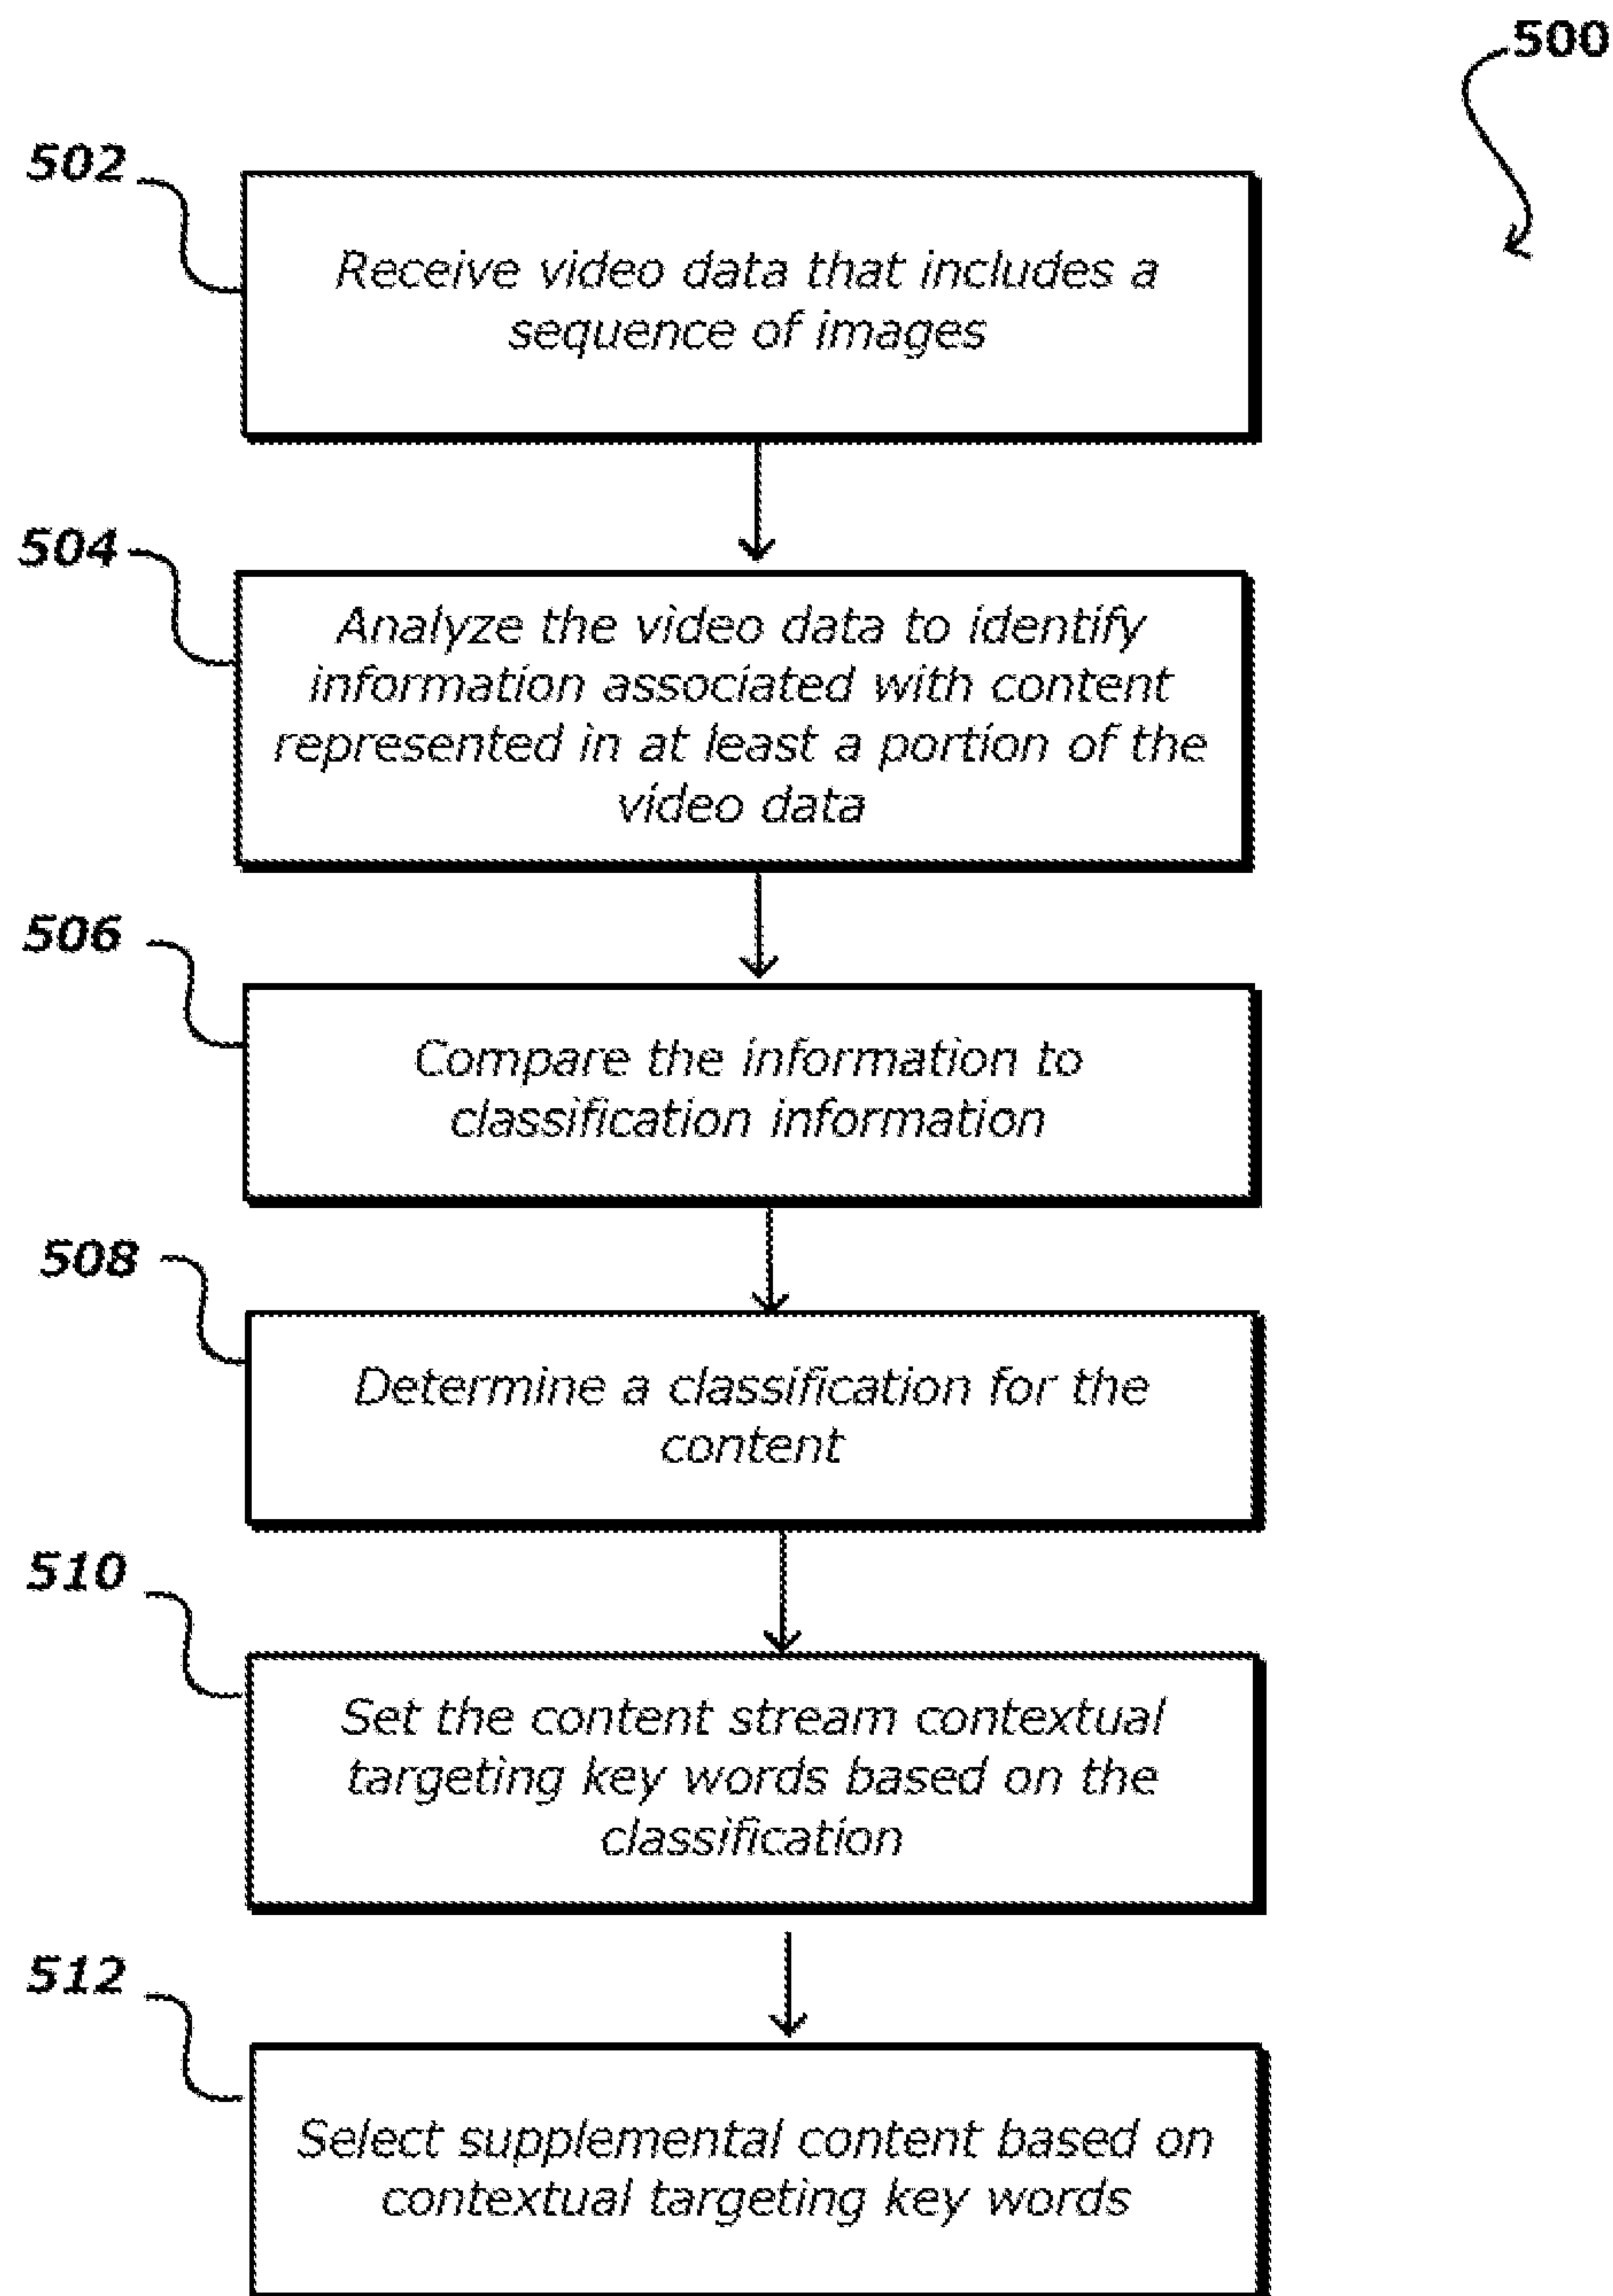 500
502
Receive video data that includes a
sequence of images
504
Analyze the video data to identify
information associated with content
represented in at least a portion of the
video data
506
Compare the information to
classification information
508
Determine a classification for the
content
510
Set the content stream contextual
targeting key words based on the
classification
512
Select supplemental content based on
contextual targeting key words